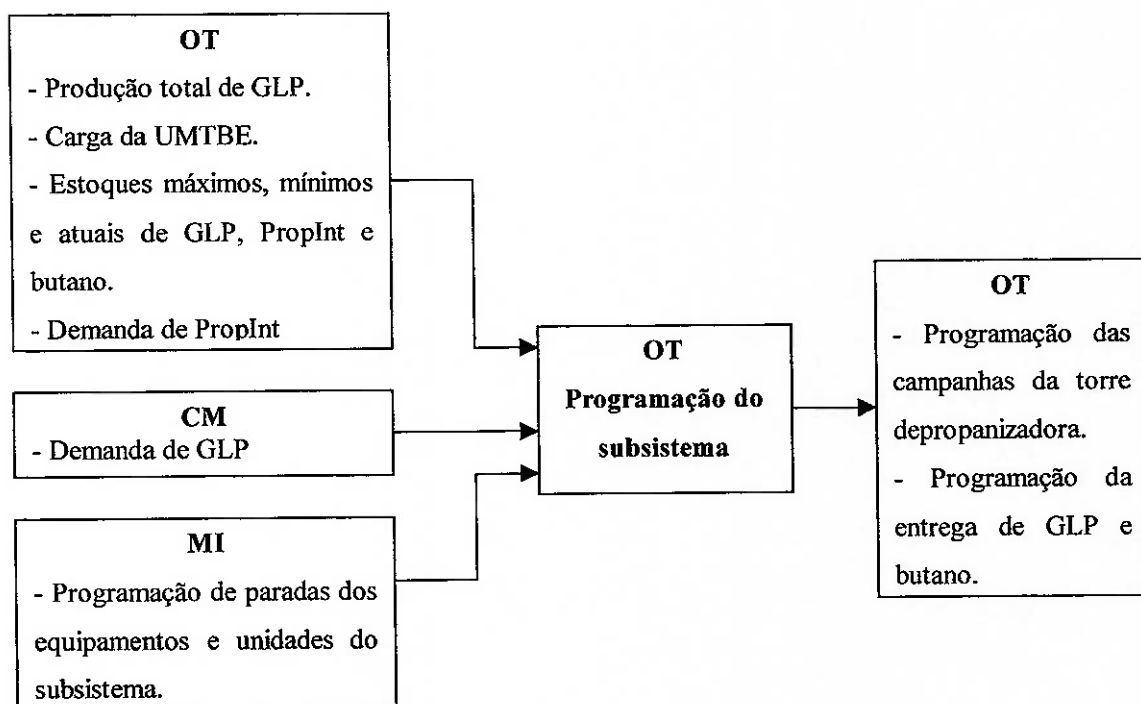 OT
- Produção total de GLP.
- Carga da UMTBE.
- Estoques máximos, mínimos
e atuais de GLP, PropInt e
butano.
- Demanda de PropInt
CM
- Demanda de GLP
MI
- Programação de paradas dos
equipamentos e unidades do
subsistema.
OT
Programação do
subsistema
OT
- Programação das
campanhas da torre
depropanizadora.
- Programação da
entrega de GLP e
butano.